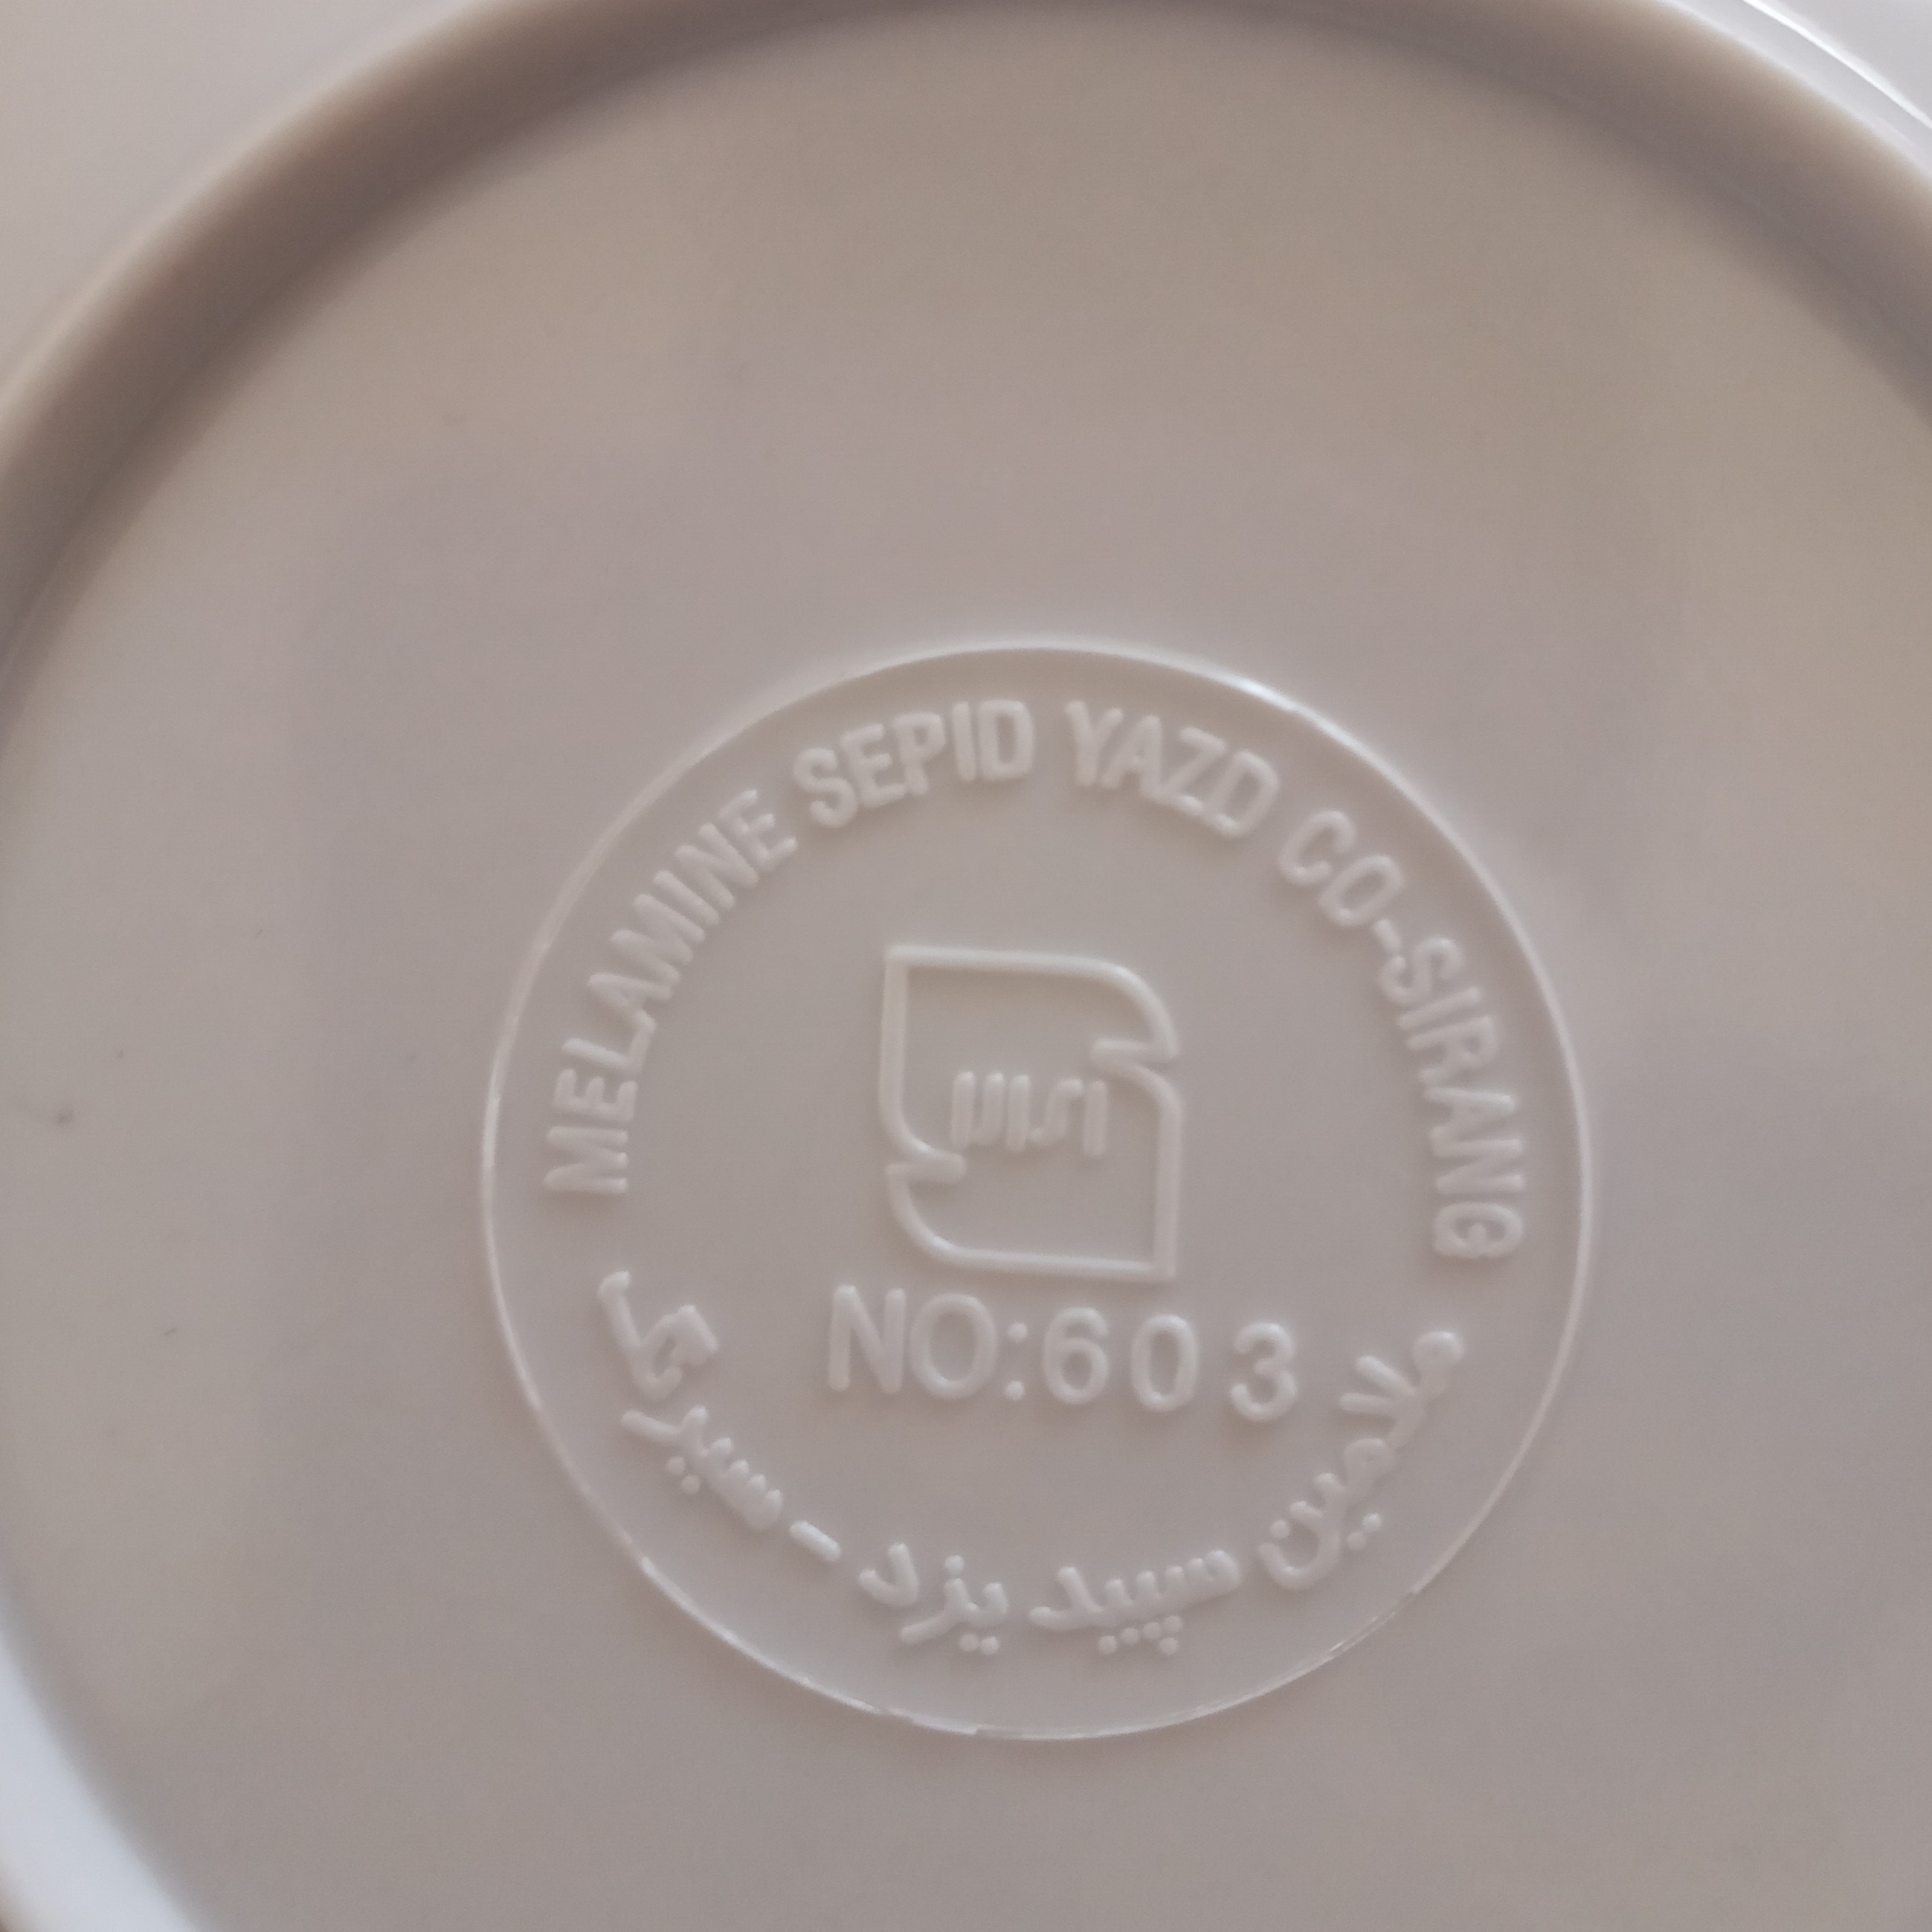 MELAMINE SEPID YAZD CO-SIRANG
NO:603
ملامین سپید یزد - سیرنگ